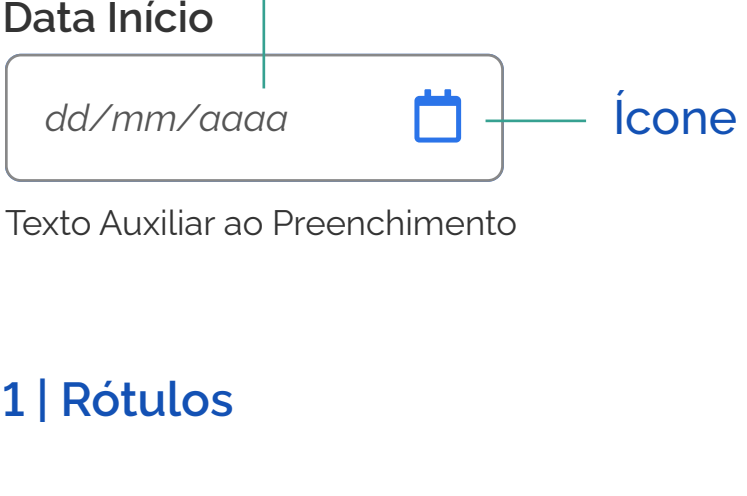 Data Início
dd/mm/aaaa
Ícone
Texto Auxiliar ao Preenchimento
1 | Rótulos